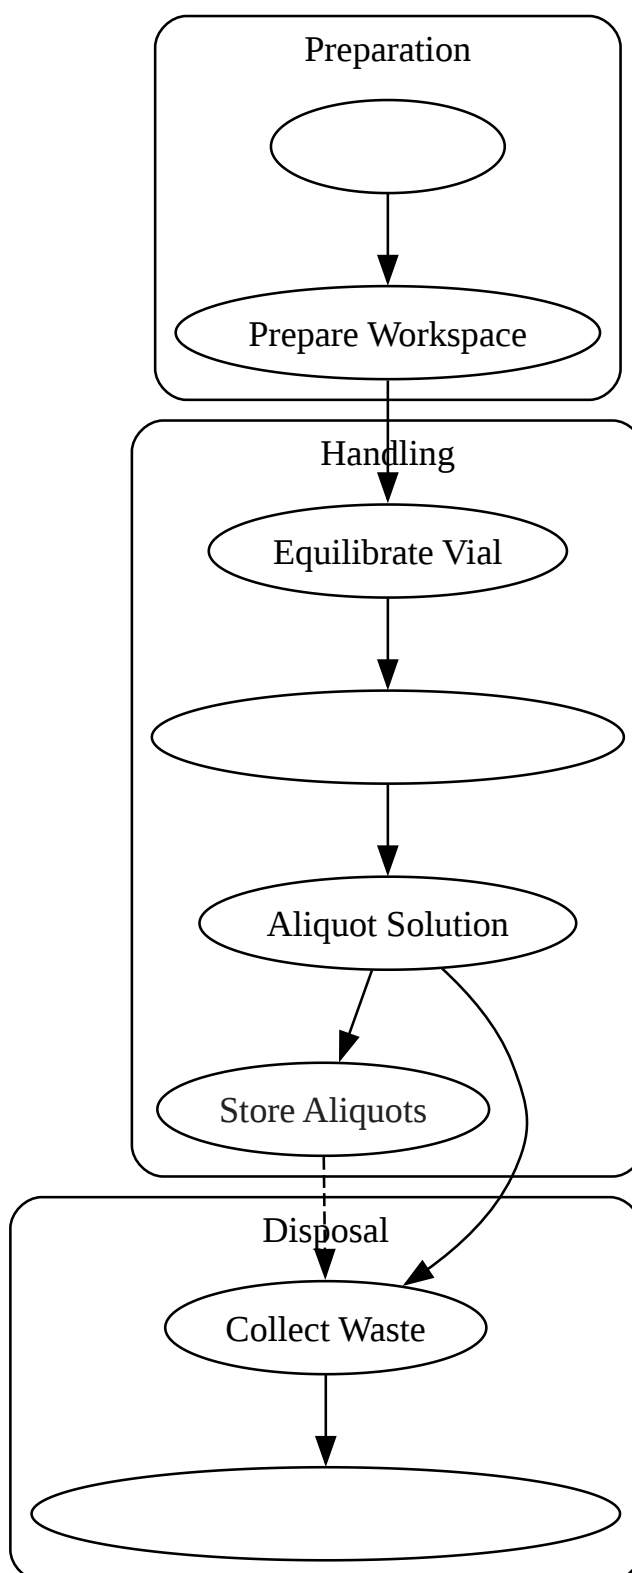 Preparation
Prepare Workspace
Handling
Equilibrate Vial
Aliquot Solution
Store Aliquots
Disposal
Collect Waste